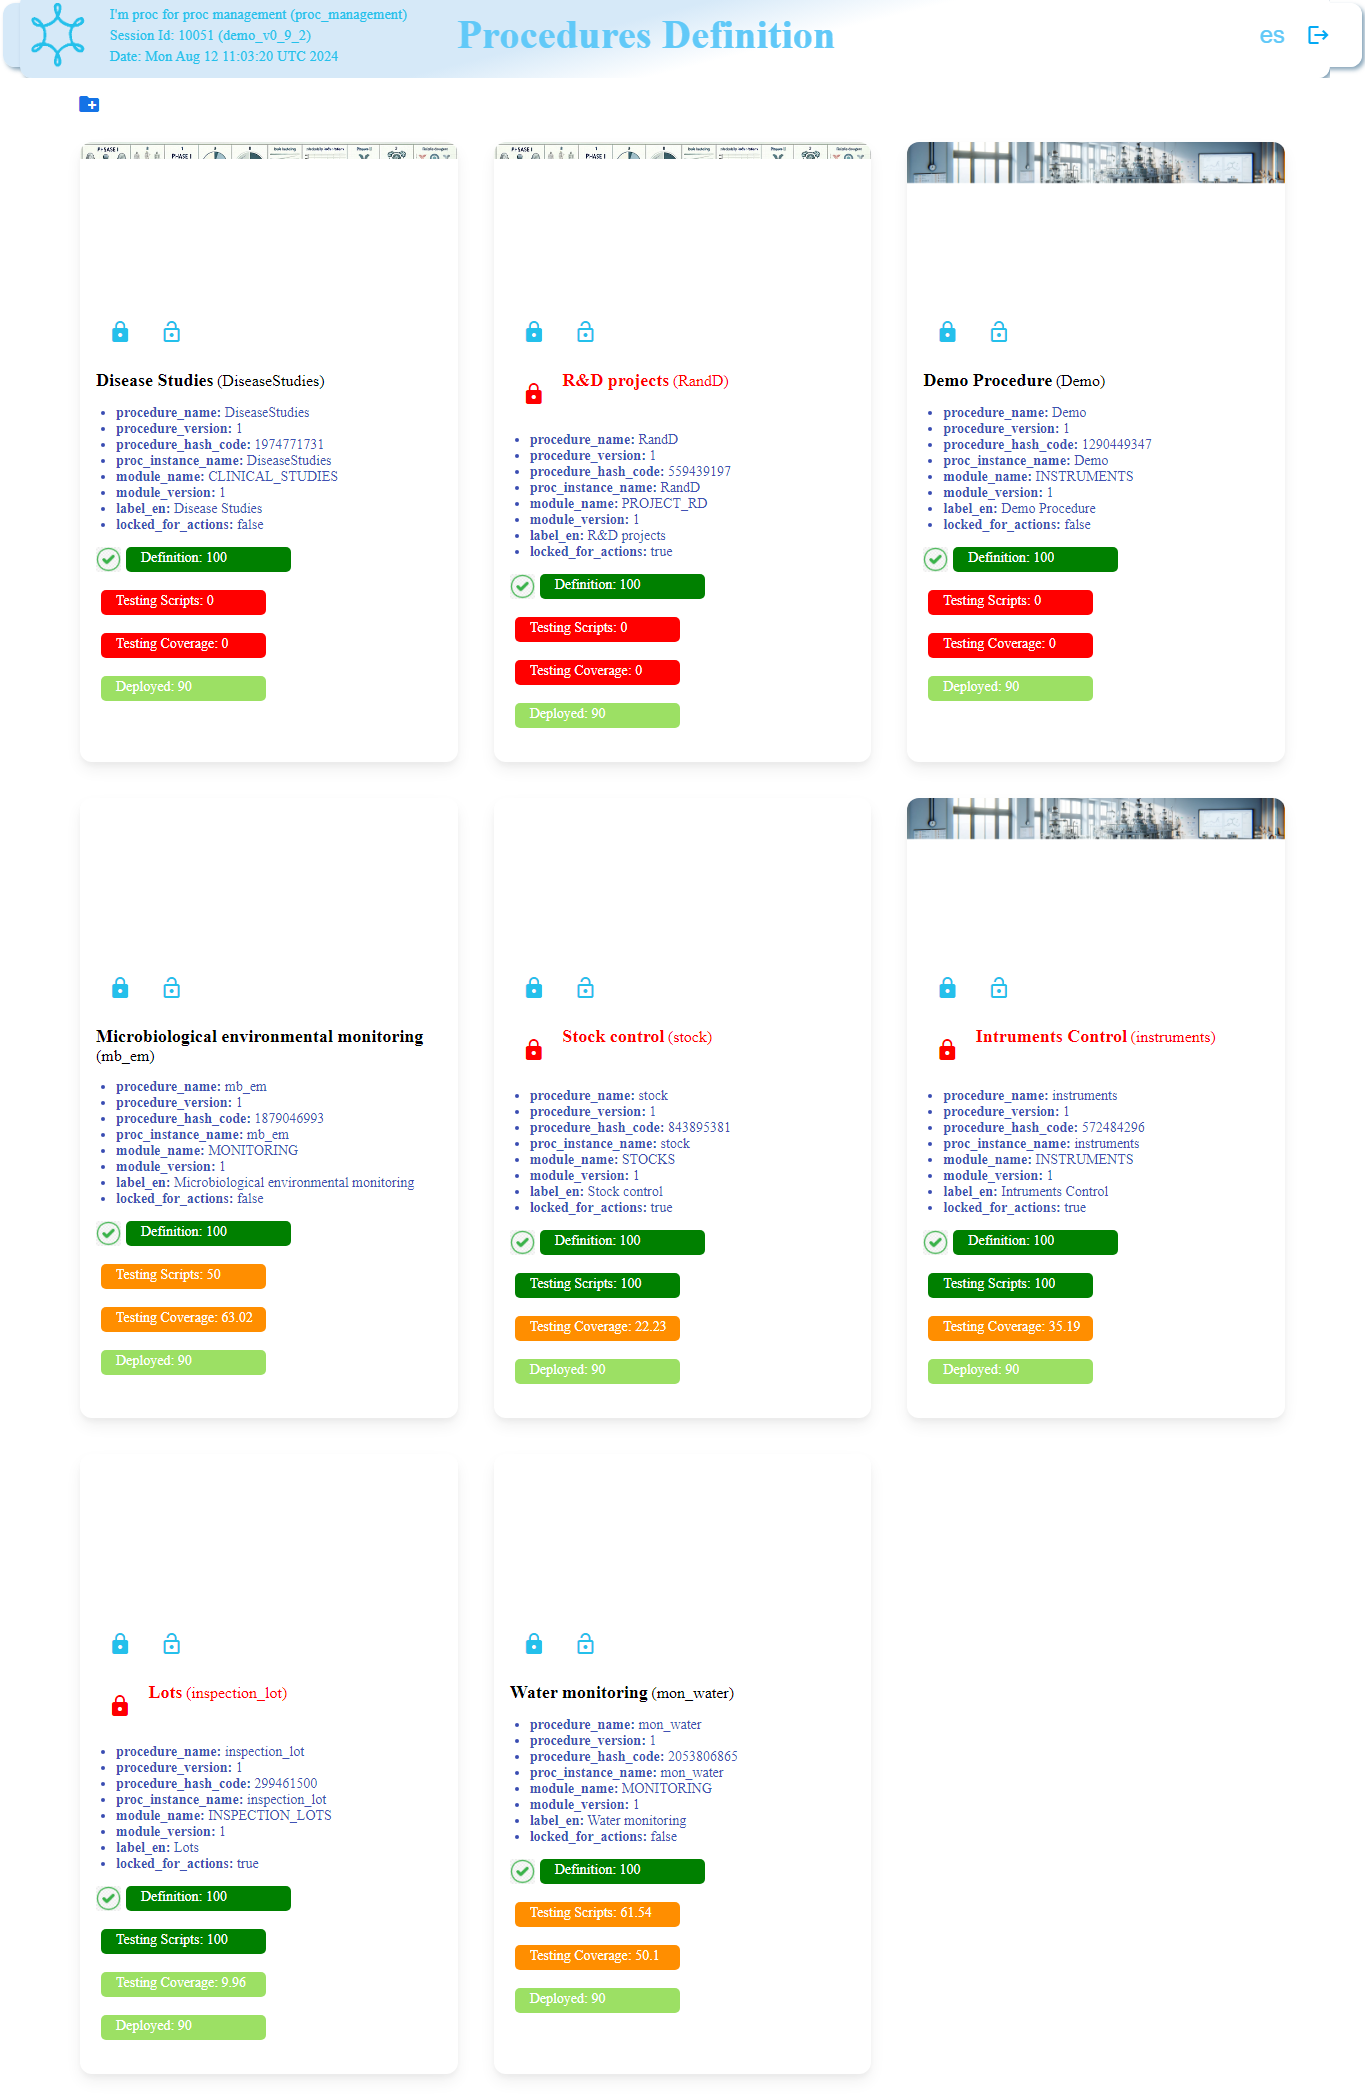 I'm proc for proc management (proc_management)
Session Id: 10051 (demo_v0_9_2)
Date: Mon Aug 12 11:03:20 UTC 2024
Procedures Definition
es
PHASE I
Disease Studies (DiseaseStudies)
procedure_name: DiseaseStudies
procedure_version: 1
procedure_hash_code: 1974771731
proc_instance_name: DiseaseStudies
module_name: CLINICAL_STUDIES
module_version: 1
label_en: Disease Studies
locked_for_actions: false
Definition: 100
Testing Scripts: 0
Testing Coverage: 0
Deployed: 90
PHASE I
R&D projects (RandD)
procedure_name: RandD
procedure_version: 1
procedure_hash_code: 559439197
proc_instance_name: RandD
module_name: PROJECT_RD
module_version: 1
label_en: R&D projects
locked_for_actions: true
Definition: 100
Testing Scripts: 0
Testing Coverage: 0
Deployed: 90
Demo Procedure (Demo)
procedure_name: Demo
procedure_version: 1
procedure_hash_code: 1290449347
proc_instance_name: Demo
module_name: INSTRUMENTS
module_version: 1
label_en: Demo Procedure
locked_for_actions: false
Definition: 100
Testing Scripts: 0
Testing Coverage: 0
Deployed: 90
Microbiological environmental monitoring
(mb_em)
procedure_name: mb_em
procedure_version: 1
procedure_hash_code: 1879046993
proc_instance_name: mb_em
module_name: MONITORING
module_version: 1
label_en: Microbiological environmental monitoring
locked_for_actions: false
Definition: 100
Testing Scripts: 50
Testing Coverage: 63.02
Deployed: 90
Stock control (stock)
procedure_name: stock
procedure_version: 1
procedure_hash_code: 843895381
proc_instance_name: stock
module_name: STOCKS
module_version: 1
label_en: Stock control
locked_for_actions: true
Definition: 100
Testing Scripts: 100
Testing Coverage: 22.23
Deployed: 90
Intruments Control (instruments)
procedure_name: instruments
procedure_version: 1
procedure_hash_code: 572484296
proc_instance_name: instruments
module_name: INSTRUMENTS
module_version: 1
label_en: Intruments Control
locked_for_actions: true
Definition: 100
Testing Scripts: 100
Testing Coverage: 35.19
Deployed: 90
Lots (inspection_lot)
procedure_name: inspection_lot
procedure_version: 1
procedure_hash_code: 299461500
proc_instance_name: inspection_lot
module_name: INSPECTION_LOTS
module_version: 1
label_en: Lots
locked_for_actions: true
Definition: 100
Testing Scripts: 100
Testing Coverage: 9.96
Deployed: 90
Water monitoring (mon_water)
procedure_name: mon_water
procedure_version: 1
procedure_hash_code: 2053806865
proc_instance_name: mon_water
module_name: MONITORING
module_version: 1
label_en: Water monitoring
locked_for_actions: false
Definition: 100
Testing Scripts: 61.54
Testing Coverage: 50.1
Deployed: 90